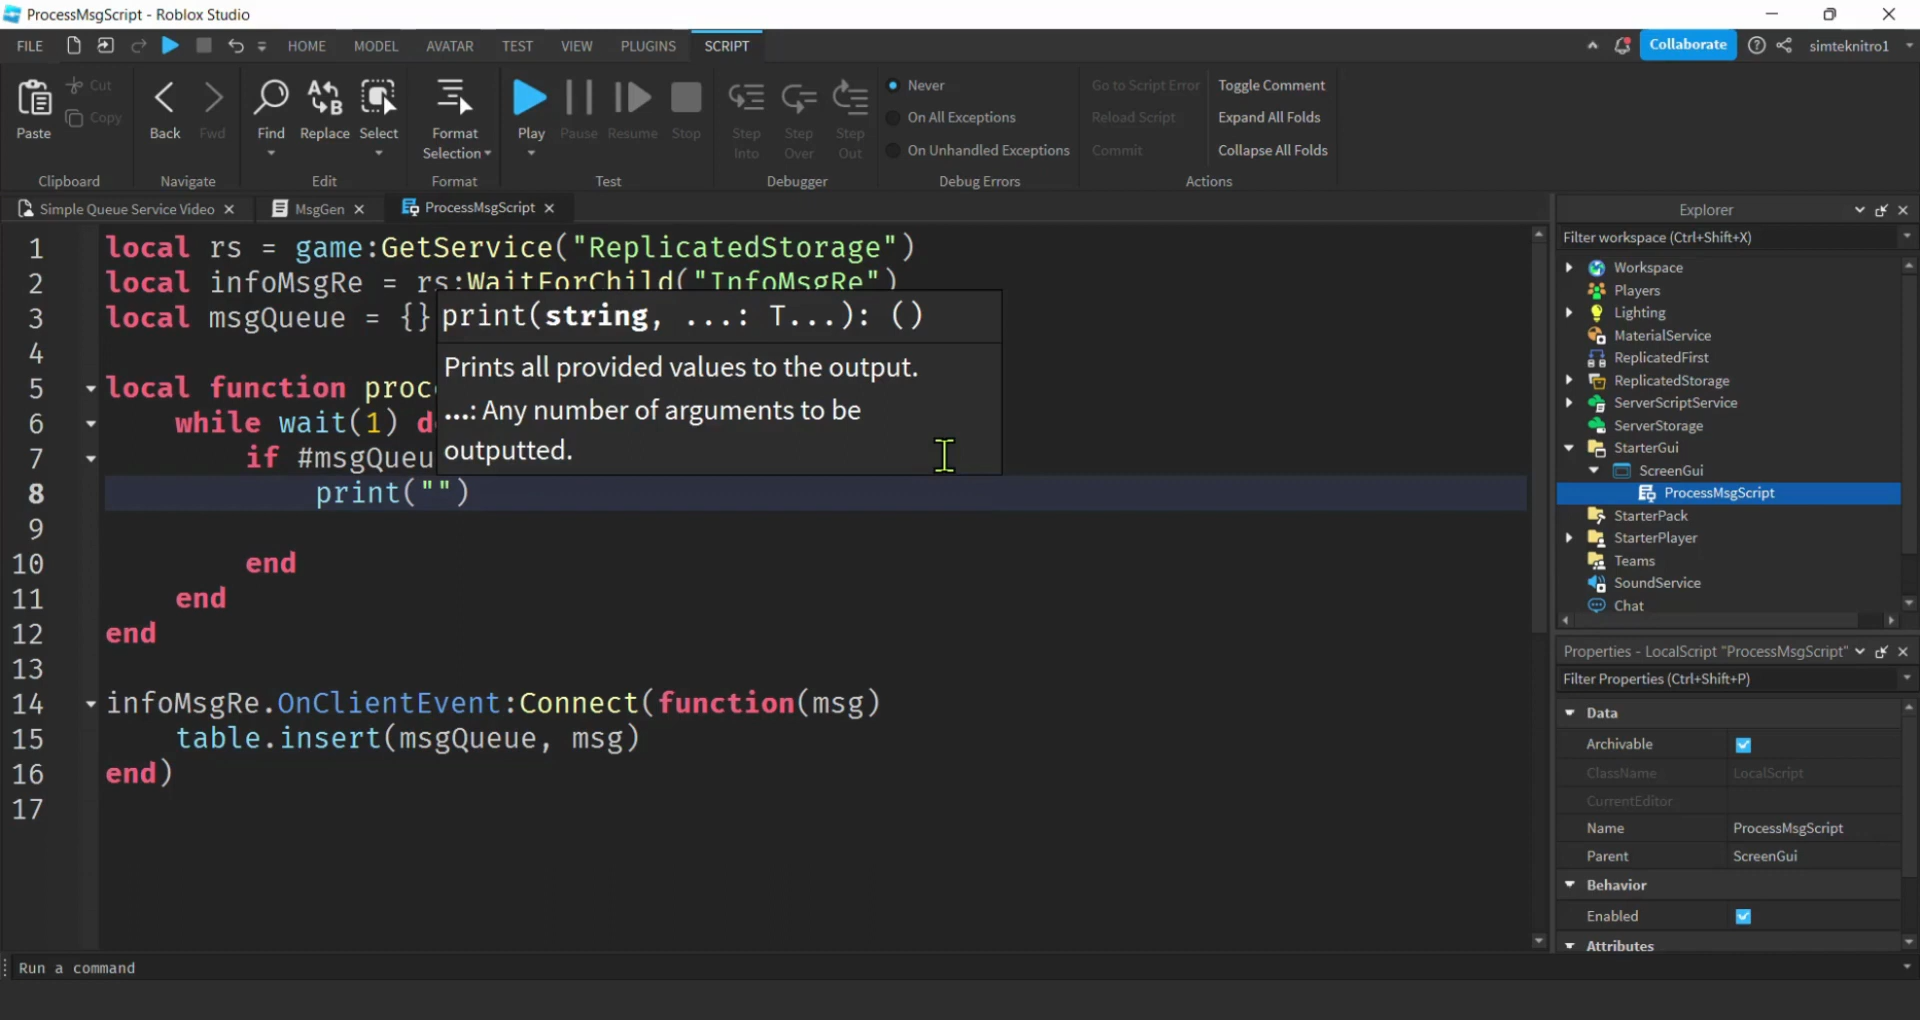 ProcessMsgScript - Roblox Studio
FILE HOME MODEL AVATAR TEST VIEW PLUGINS SCRIPT Collaborate simteknitro1
Paste Cut Copy
Clipboard
Back Fwd
Navigate
Find Replace Select
Edit
Format Selection
Format
Play Pause Resume Stop
Test
Step Into Step Over Step Out
Debugger
Never
On All Exceptions
On Unhandled Exceptions
Debug Errors
Go to Script Error Toggle Comment
Reload Script Expand All Folds
Commit Collapse All Folds
Actions
Simple Queue Service Video MsgGen ProcessMsgScript
1 local rs = game:GetService("ReplicatedStorage")
2 local infoMsgRe = rs:WaitForChild("InfoMsgRe")
3 local msgQueue = {}
print(string, ...: T...): ()
Prints all provided values to the output.
...: Any number of arguments to be
outputted.
4
5 local function proc
6 while wait(1) d
7 if #msgQueu
8 print("")
9
10 end
11 end
12 end
13
14 infoMsgRe.OnClientEvent:Connect(function(msg)
15 table.insert(msgQueue, msg)
16 end)
17
Run a command
Explorer
Filter workspace (Ctrl+Shift+X)
Workspace
Players
Lighting
MaterialService
ReplicatedFirst
ReplicatedStorage
ServerScriptService
ServerStorage
StarterGui
ScreenGui
ProcessMsgScript
StarterPack
StarterPlayer
Teams
SoundService
Chat
Properties - LocalScript "ProcessMsgScript"
Filter Properties (Ctrl+Shift+P)
Data
Archivable
ClassName LocalScript
CurrentEditor
Name ProcessMsgScript
Parent ScreenGui
Behavior
Enabled
Attributes